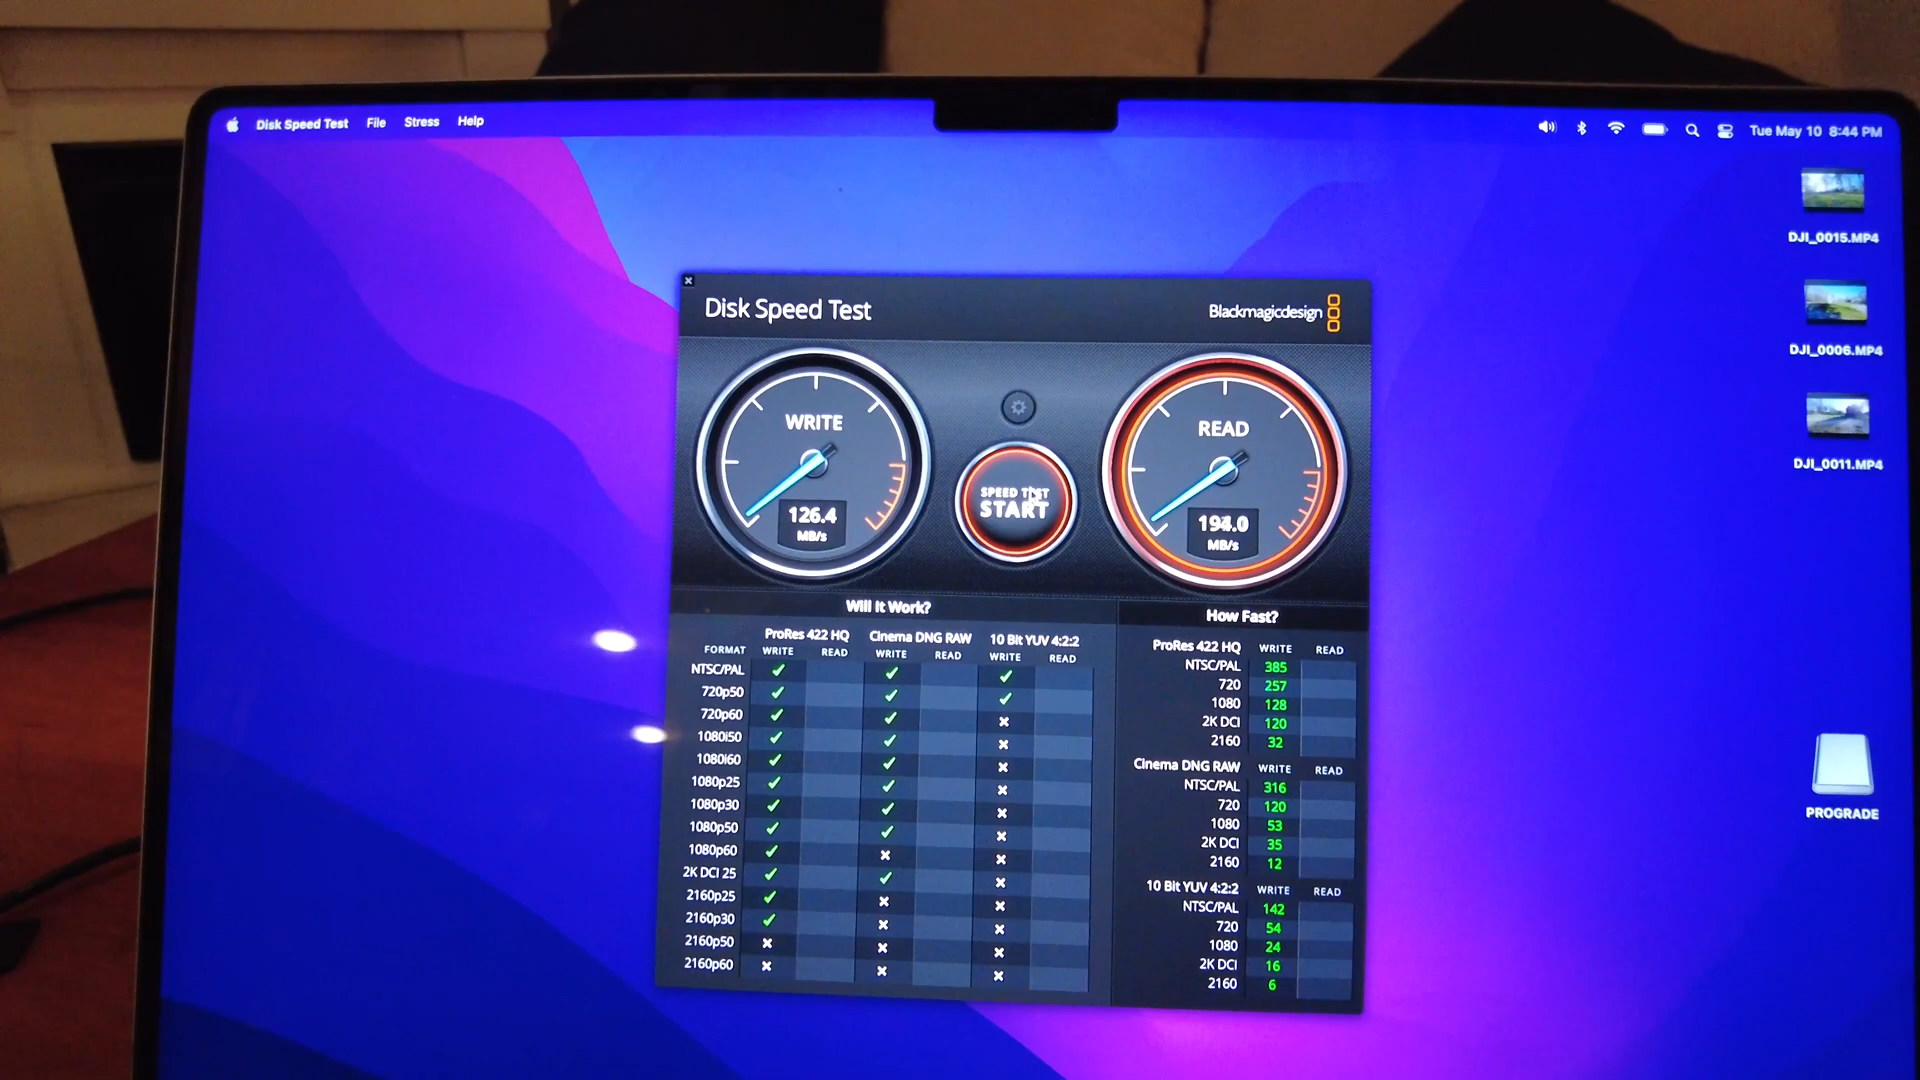 Disk Speed Test File Stress Help
Tue May 10 8:44 PM
DJI_0015.MP4
DJI_0006.MP4
DJI_0011.MP4
PROGRADE
Disk Speed Test
Blackmagicdesign
WRITE
126.4
MB/s
SPEED TEST
START
READ
MB/s
Will It Work?
ProRes 422 HQ Cinema DNG RAW 10 Bit YUV 4:2:2
FORMAT WRITE READ WRITE READ WRITE READ
NTSC/PAL
720p50
720p60
1080i50
1080i60
1080p25
1080p30
1080p50
1080p60
2K DCI 25
2160p25
2160p30
2160p50
2160p60
How Fast?
ProRes 422 HQ WRITE READ
NTSC/PAL 385
720 257
1080 128
2K DCI 120
2160 32
Cinema DNG RAW WRITE READ
NTSC/PAL 316
720 120
1080 53
2K DCI 35
2160 12
10 Bit YUV 4:2:2 WRITE READ
NTSC/PAL 142
720 54
1080 24
2K DCI 16
2160 6